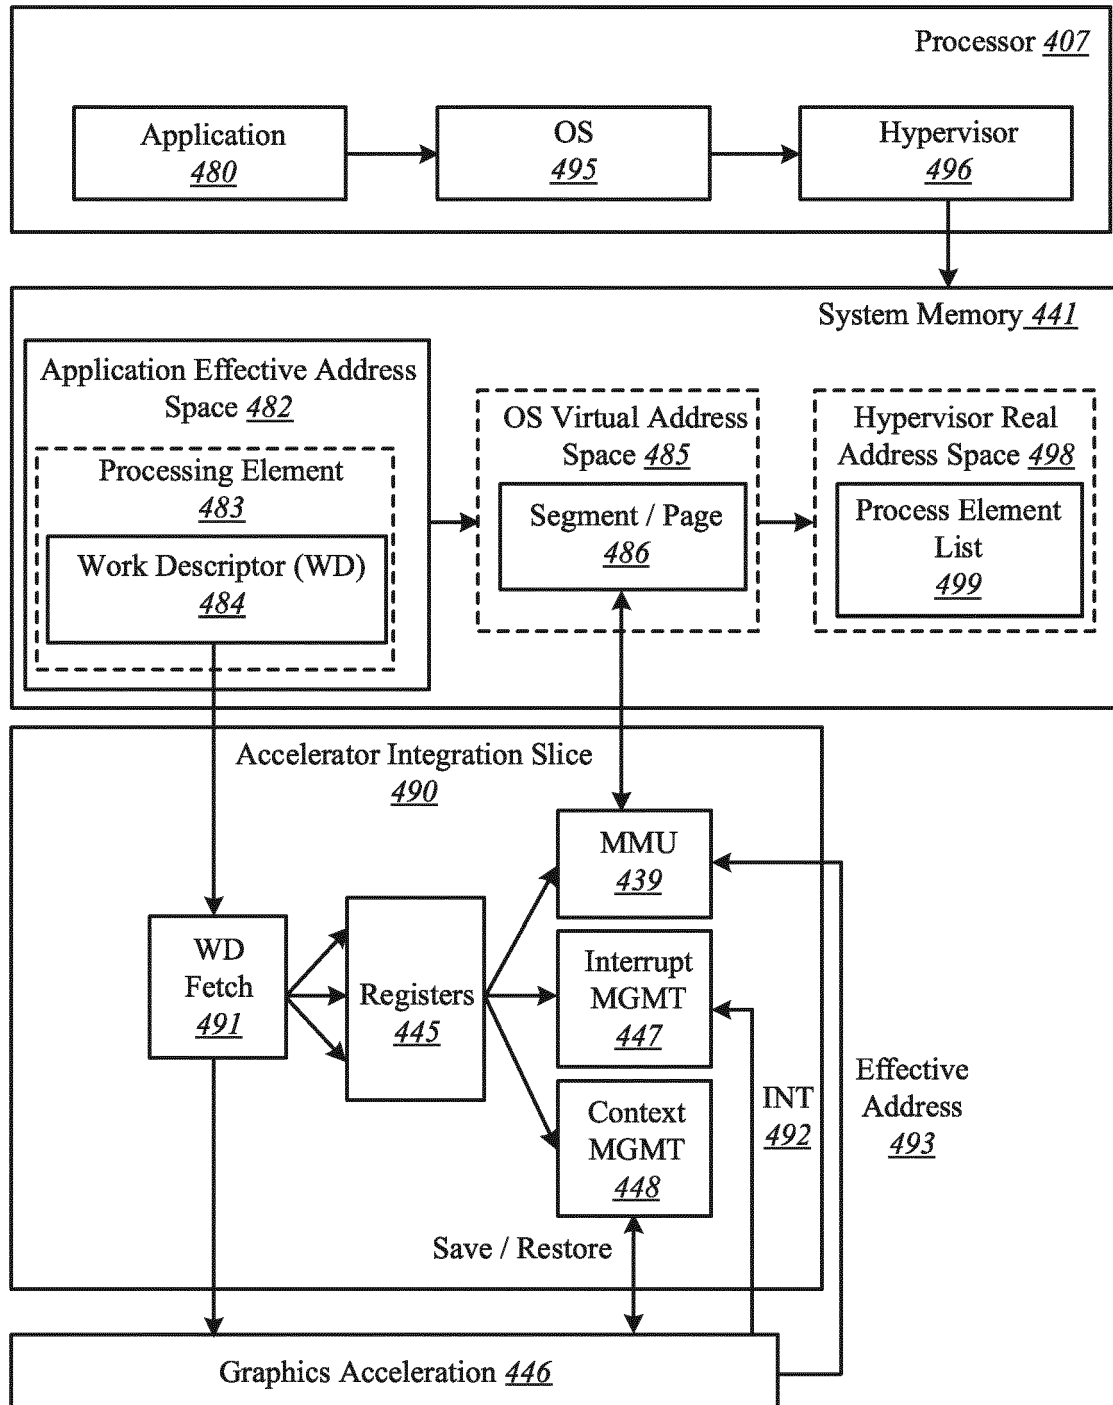 Processor 407
Application
480
OS
495
Hypervisor
496
System Memory 441
Application Effective Address
Space 482
Processing Element
483
Work Descriptor (WD)
484
OS Virtual Address
Space 485
Segment / Page
486
Hypervisor Real
Address Space 498
Process Element
List
499
Accelerator Integration Slice
490
MMU
439
WD
Fetch
491
Registers
445
Interrupt
MGMT
447
Context
MGMT
448
INT
492
Effective
Address
493
Save / Restore
Graphics Acceleration 446